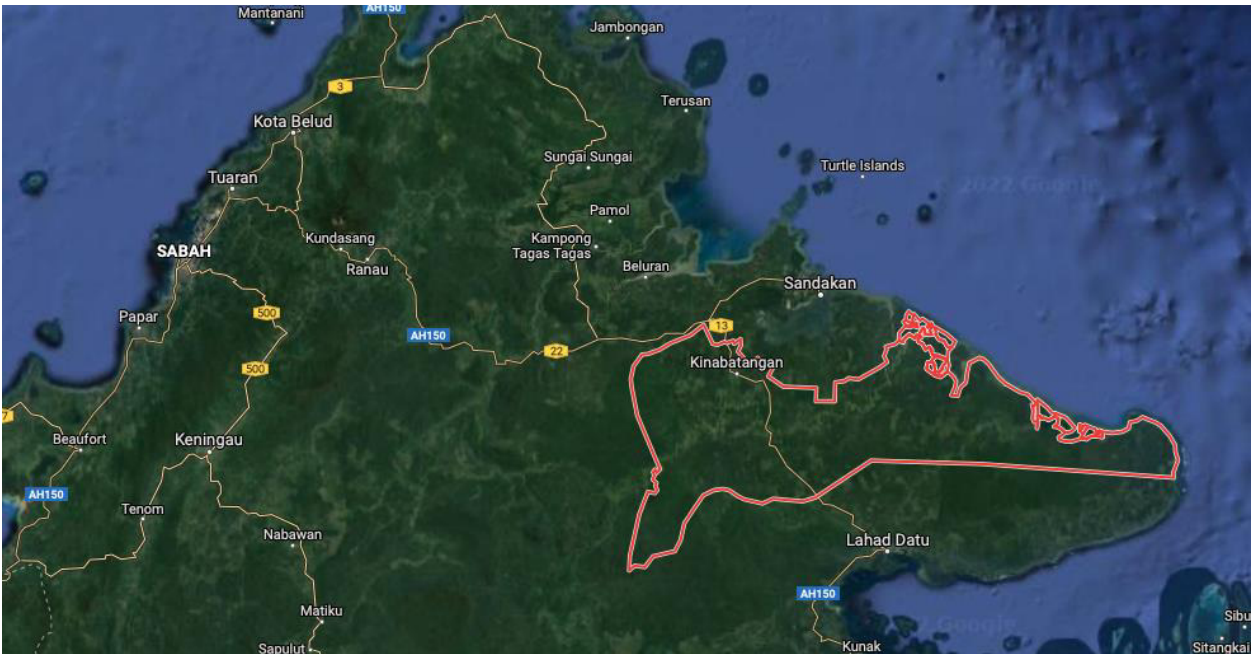 Mantanani
AH150
Jambongan
3
Terusan
Kota Belud
Sungai Sungai
Turtle Islands
© 2022 Google
Tuaran
Pamol
SABAH
Kundasang
Kampong
Tagas Tagas
Ranau
Beluran
Sandakan
Papar
500
AH150
13
22
Kinabatangan
500
7
Beaufort
Keningau
AH150
Tenom
Nabawan
Lahad Datu
AH150
Matiku
Google
Sibu
Sapulut
Kunak
Sitangkai